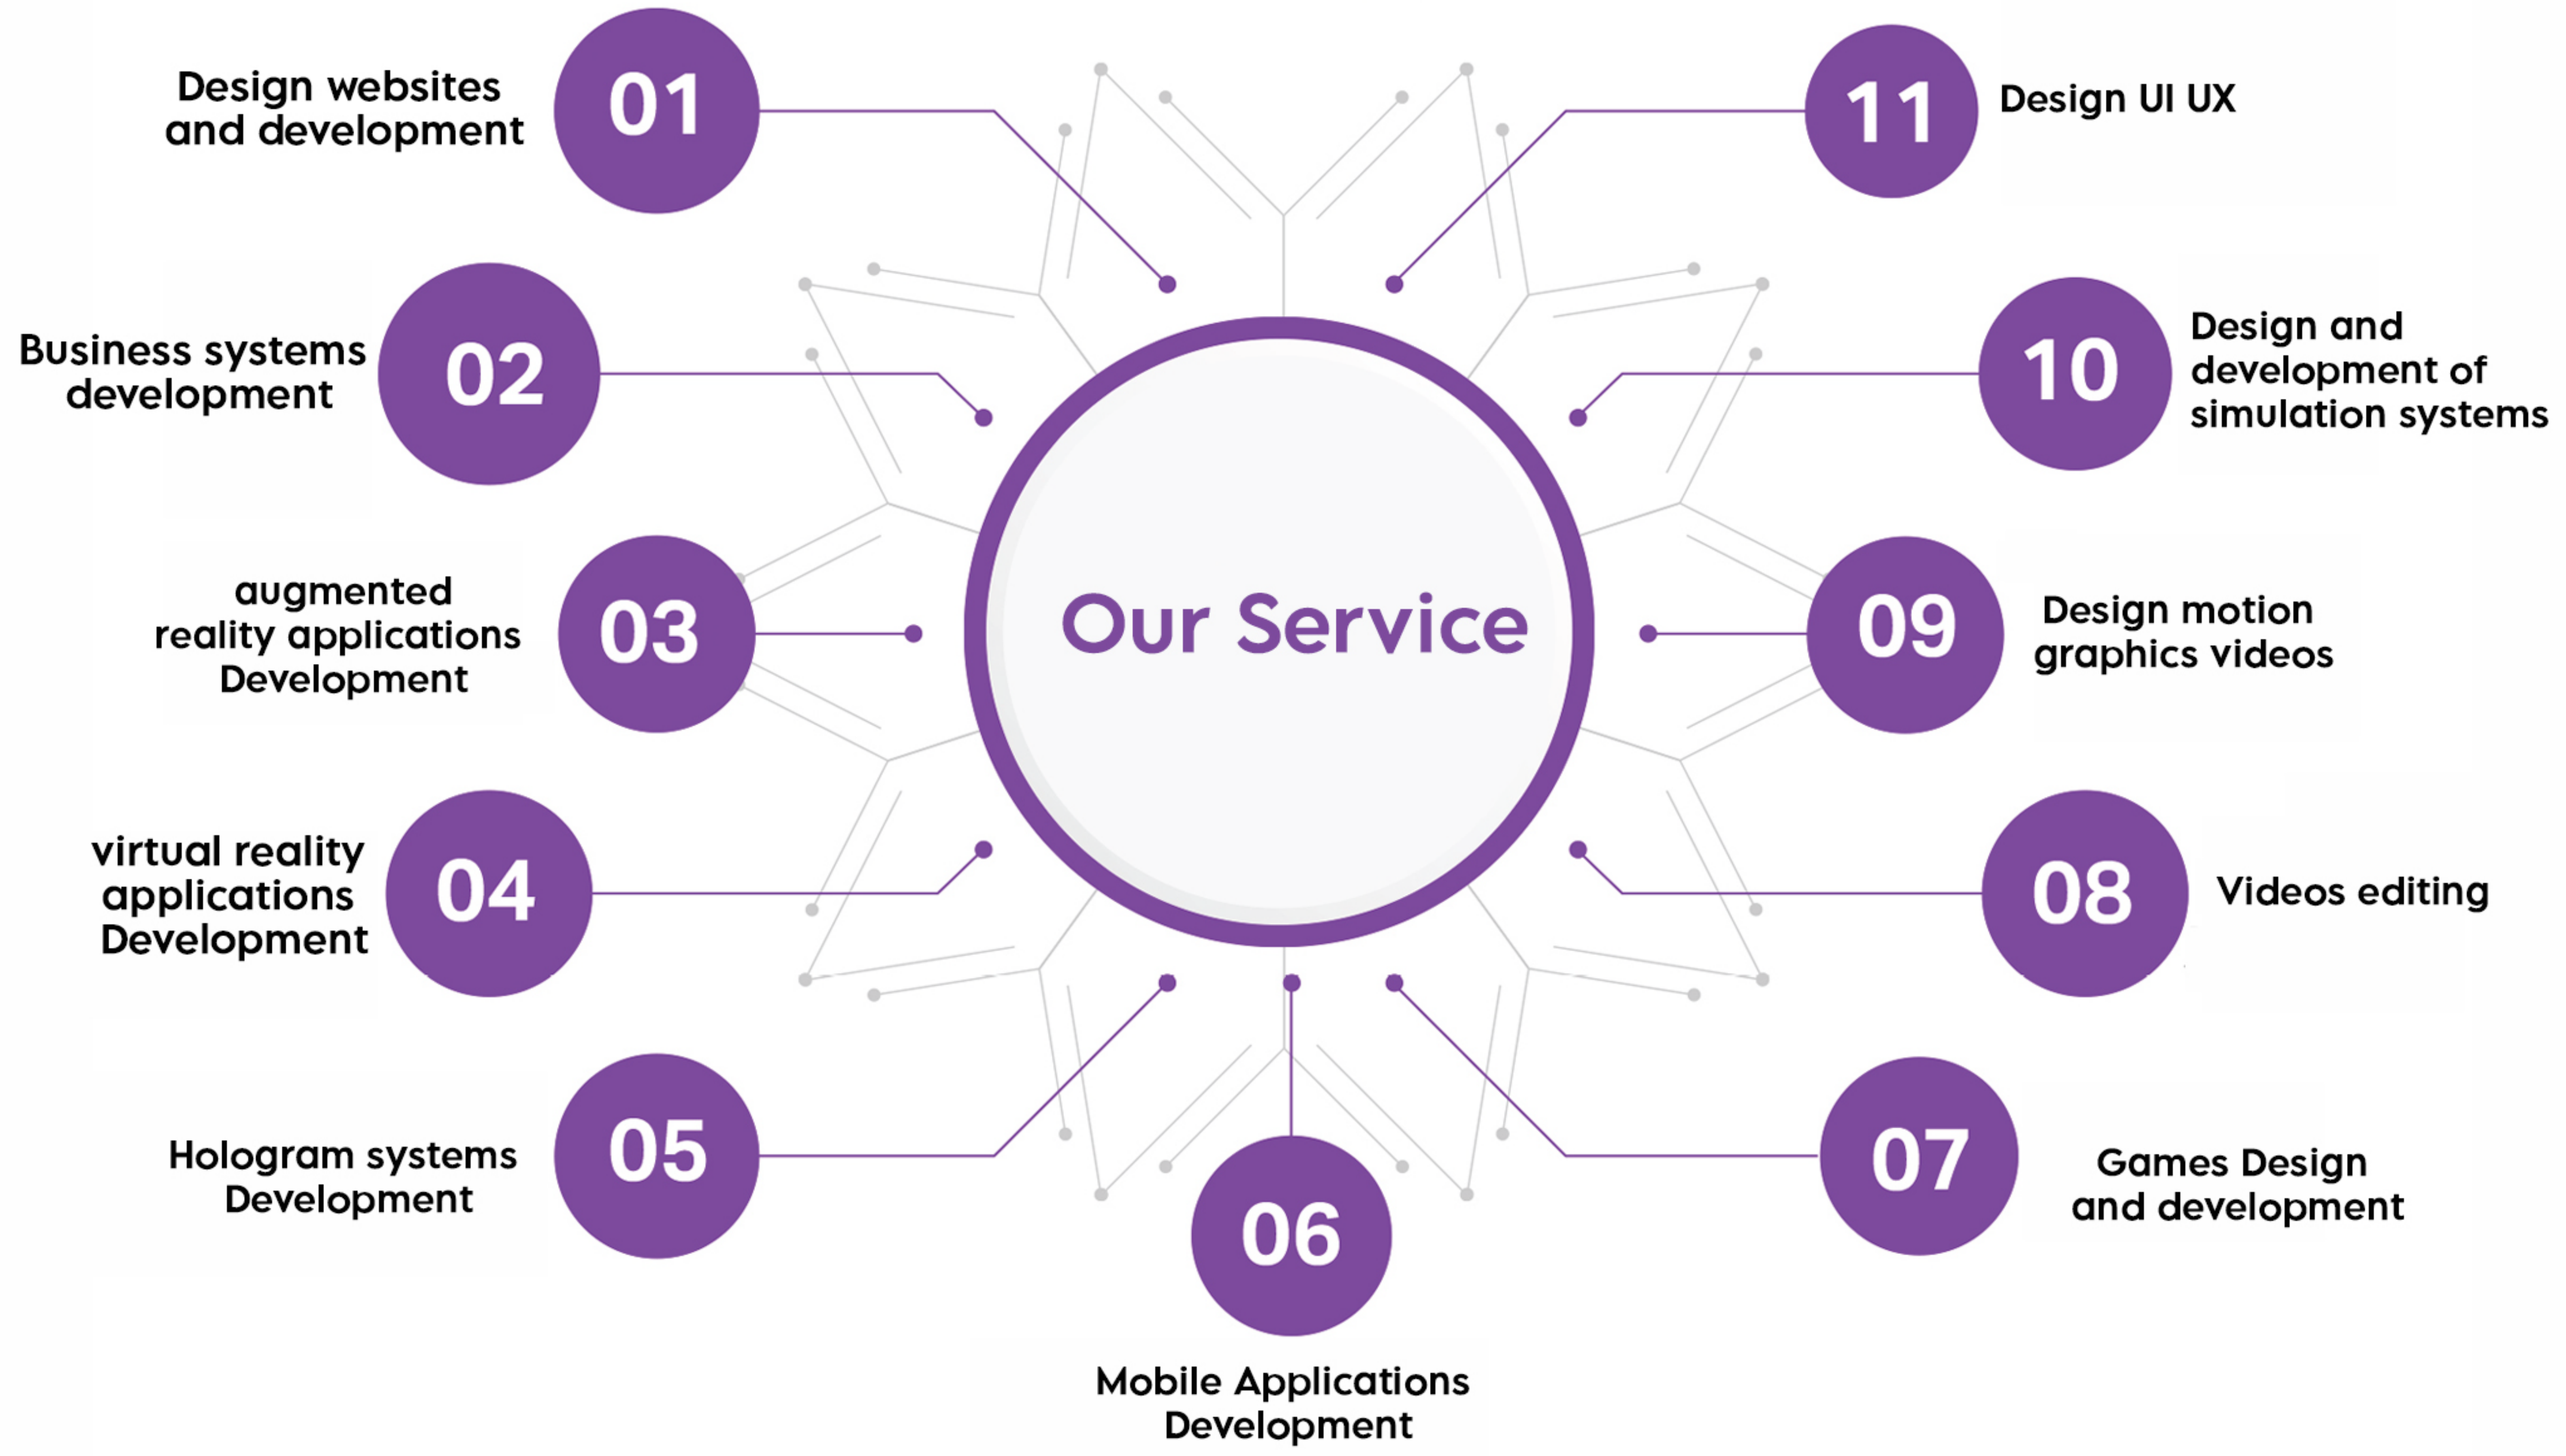 01
Design websites
and development
02
Business systems
development
03
augmented
reality applications
Development
04
virtual reality
applications
Development
05
Hologram systems
Development
06
Mobile Applications
Development
07
Games Design
and development
08
Videos editing
09
Design motion
graphics videos
10
Design and
development of
simulation systems
11
Design UI UX
Our Service